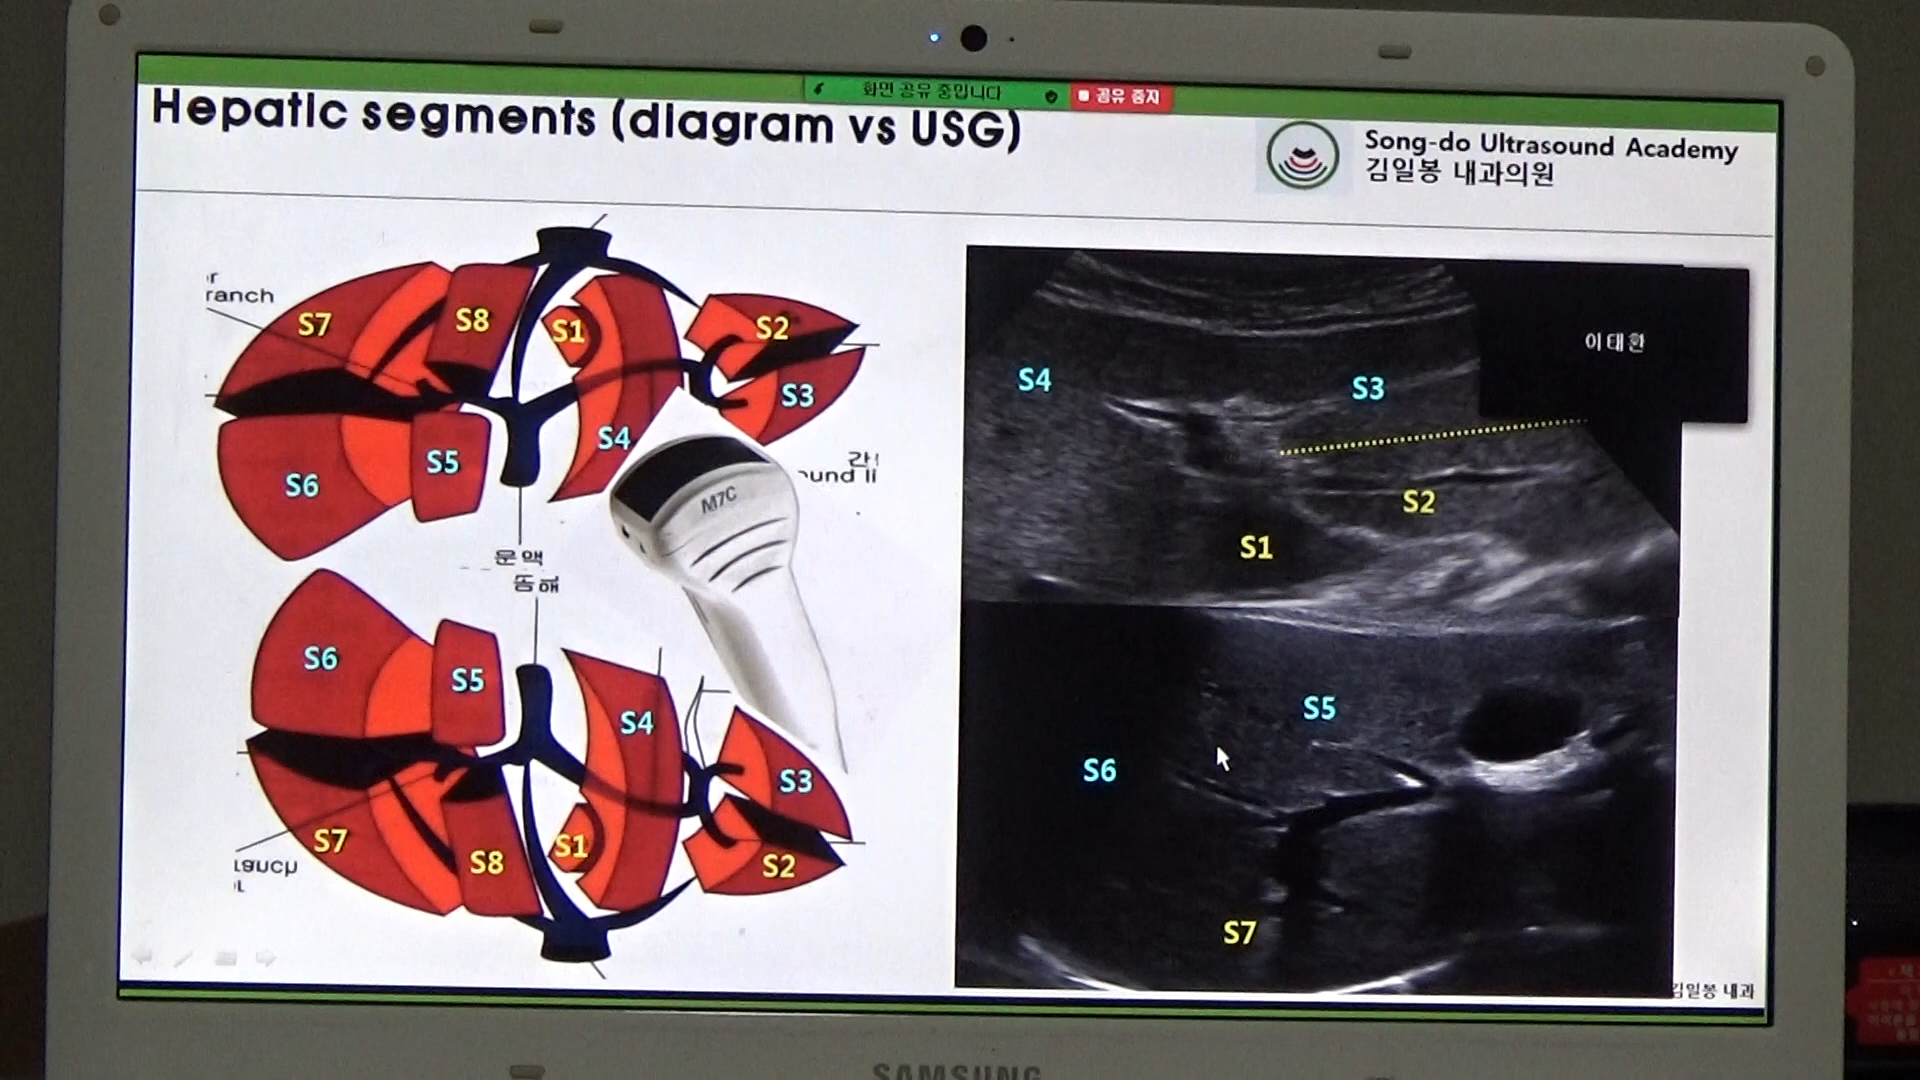 화면 공유 중입니다
공유 중지
Hepatic segments (diagram vs USG)
Song-do Ultrasound Academy
김일봉 내과의원
ranch
S7
S8
S1
S2
S3
S4
S5
S6
M7C
문맥
S6
S5
S4
S3
S7
S8
S1
S2
이태환
S4
S3
S2
S1
S5
S6
S7
김일봉 내과
SAMSUNG